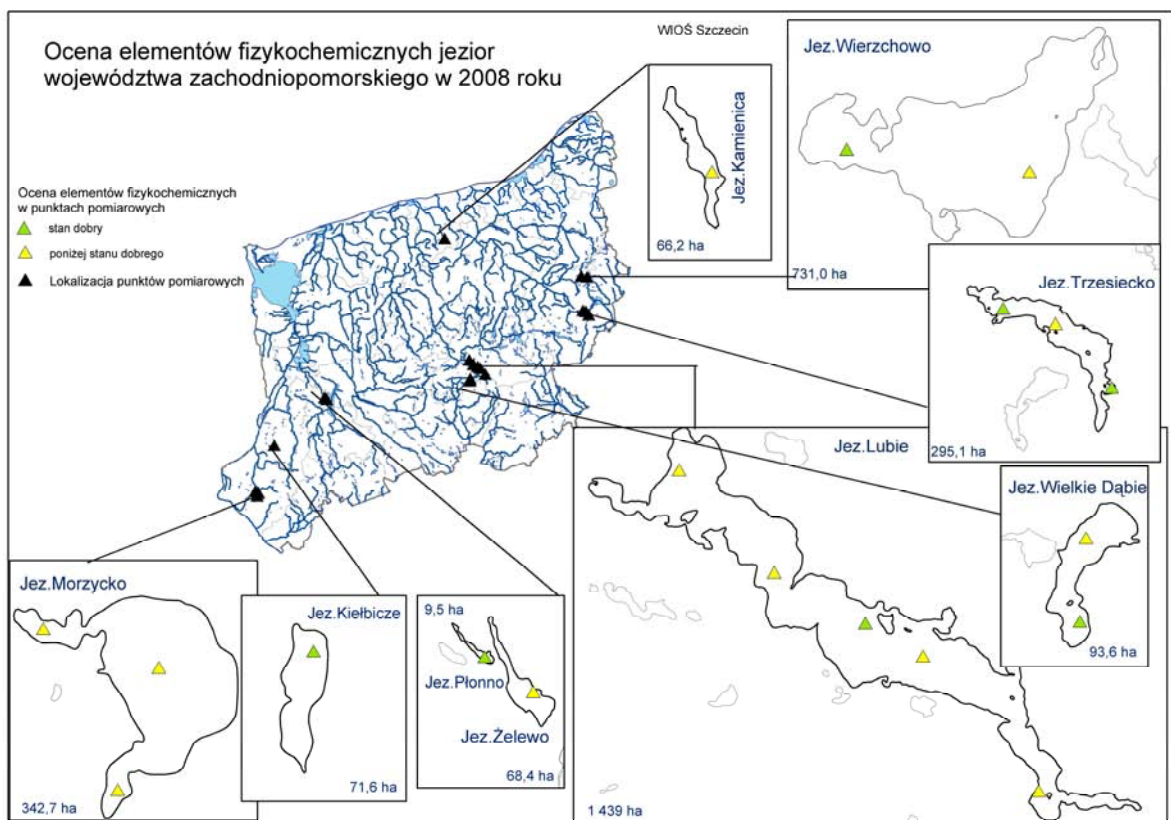 Ocena elementów fizykochemicznych jezior
województwa zachodniopomorskiego w 2008 roku
WIOŚ Szczecin
Ocena elementów fizykochemicznych
w punktach pomiarowych
stan dobry
poniżej stanu dobrego
Lokalizacja punktów pomiarowych
Jez.Kamienica
66,2 ha
Jez.Wierzchowo
731,0 ha
Jez.Trzesiecko
295,1 ha
Jez.Lubie
1 439 ha
Jez.Wielkie Dąbie
93,6 ha
Jez.Morzycko
342,7 ha
Jez.Kiełbicze
71,6 ha
9,5 ha
Jez.Płonno
Jez.Żelewo
68,4 ha